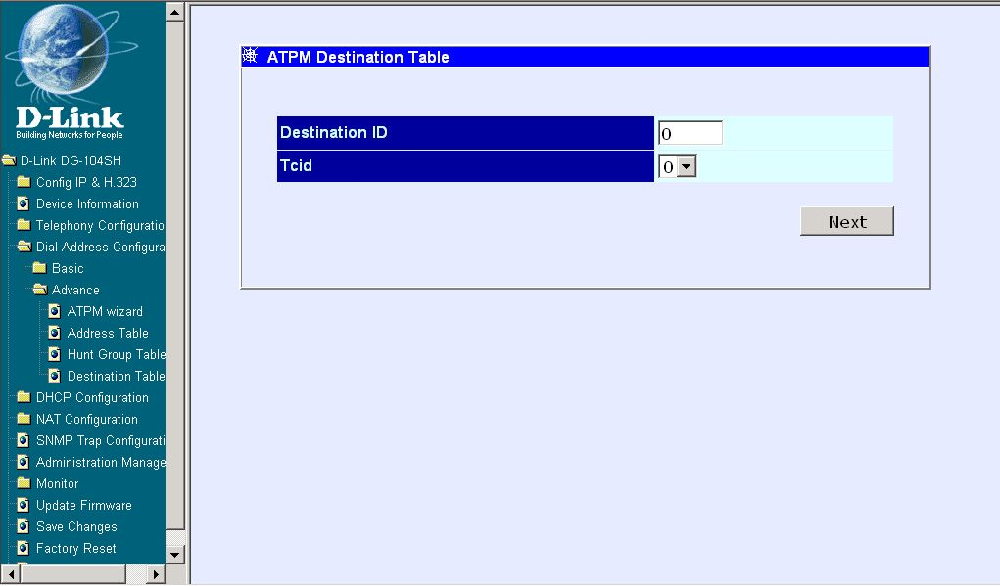 D-Link
Building Networks for People
D-Link DG-104SH
Config IP & H.323
Device Information
Telephony Configuratio
Dial Address Configura
Basic
Advance
ATPM wizard
Address Table
Hunt Group Table
Destination Table
DHCP Configuration
NAT Configuration
SNMP Trap Configurati
Administration Manage
Monitor
Update Firmware
Save Changes
Factory Reset
ATPM Destination Table
Destination ID 0
Tcid 0
Next